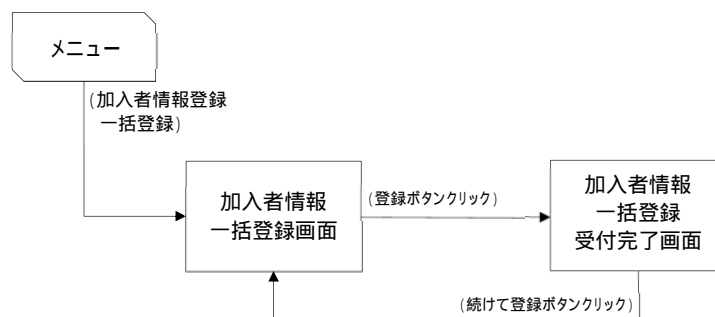 メニュー
(加入者情報登録
一括登録)
加入者情報
一括登録画面
(登録ボタンクリック)
加入者情報
一括登録
受付完了画面
(続けて登録ボタンクリック)